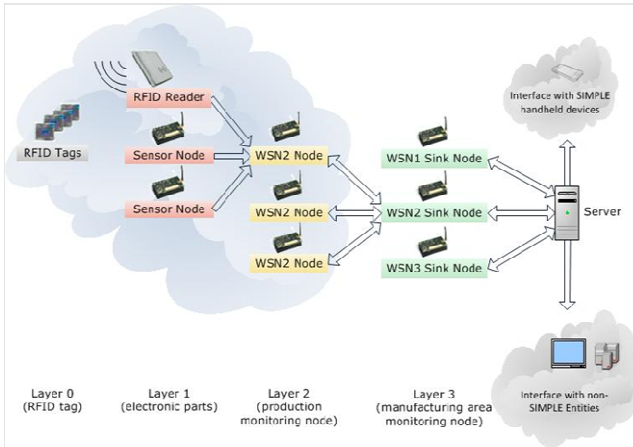 RFID Reader
Interface with SIMPLE
handheld devices
RFID Tags
Sensor Node
WSN2 Node
WSN1 Sink Node
Sensor Node
WSN2 Node
WSN2 Sink Node
Server
WSN2 Node
WSN3 Sink Node
Layer 0
(RFID tag)
Layer 1
(electronic parts)
Layer 2
(production
monitoring node)
Layer 3
(manufacturing area
monitoring node)
Interface with non-
SIMPLE Entities